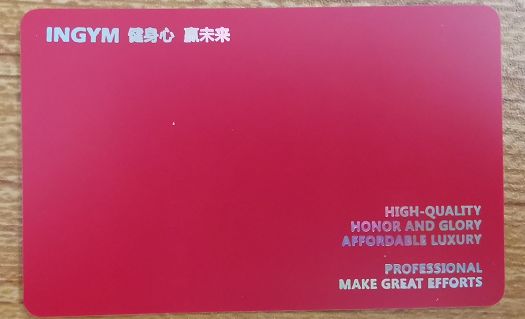 INGYM 健身心 赢未来
HIGH-QUALITY
HONOR AND GLORY
AFFORDABLE LUXURY
PROFESSIONAL
MAKE GREAT EFFORTS